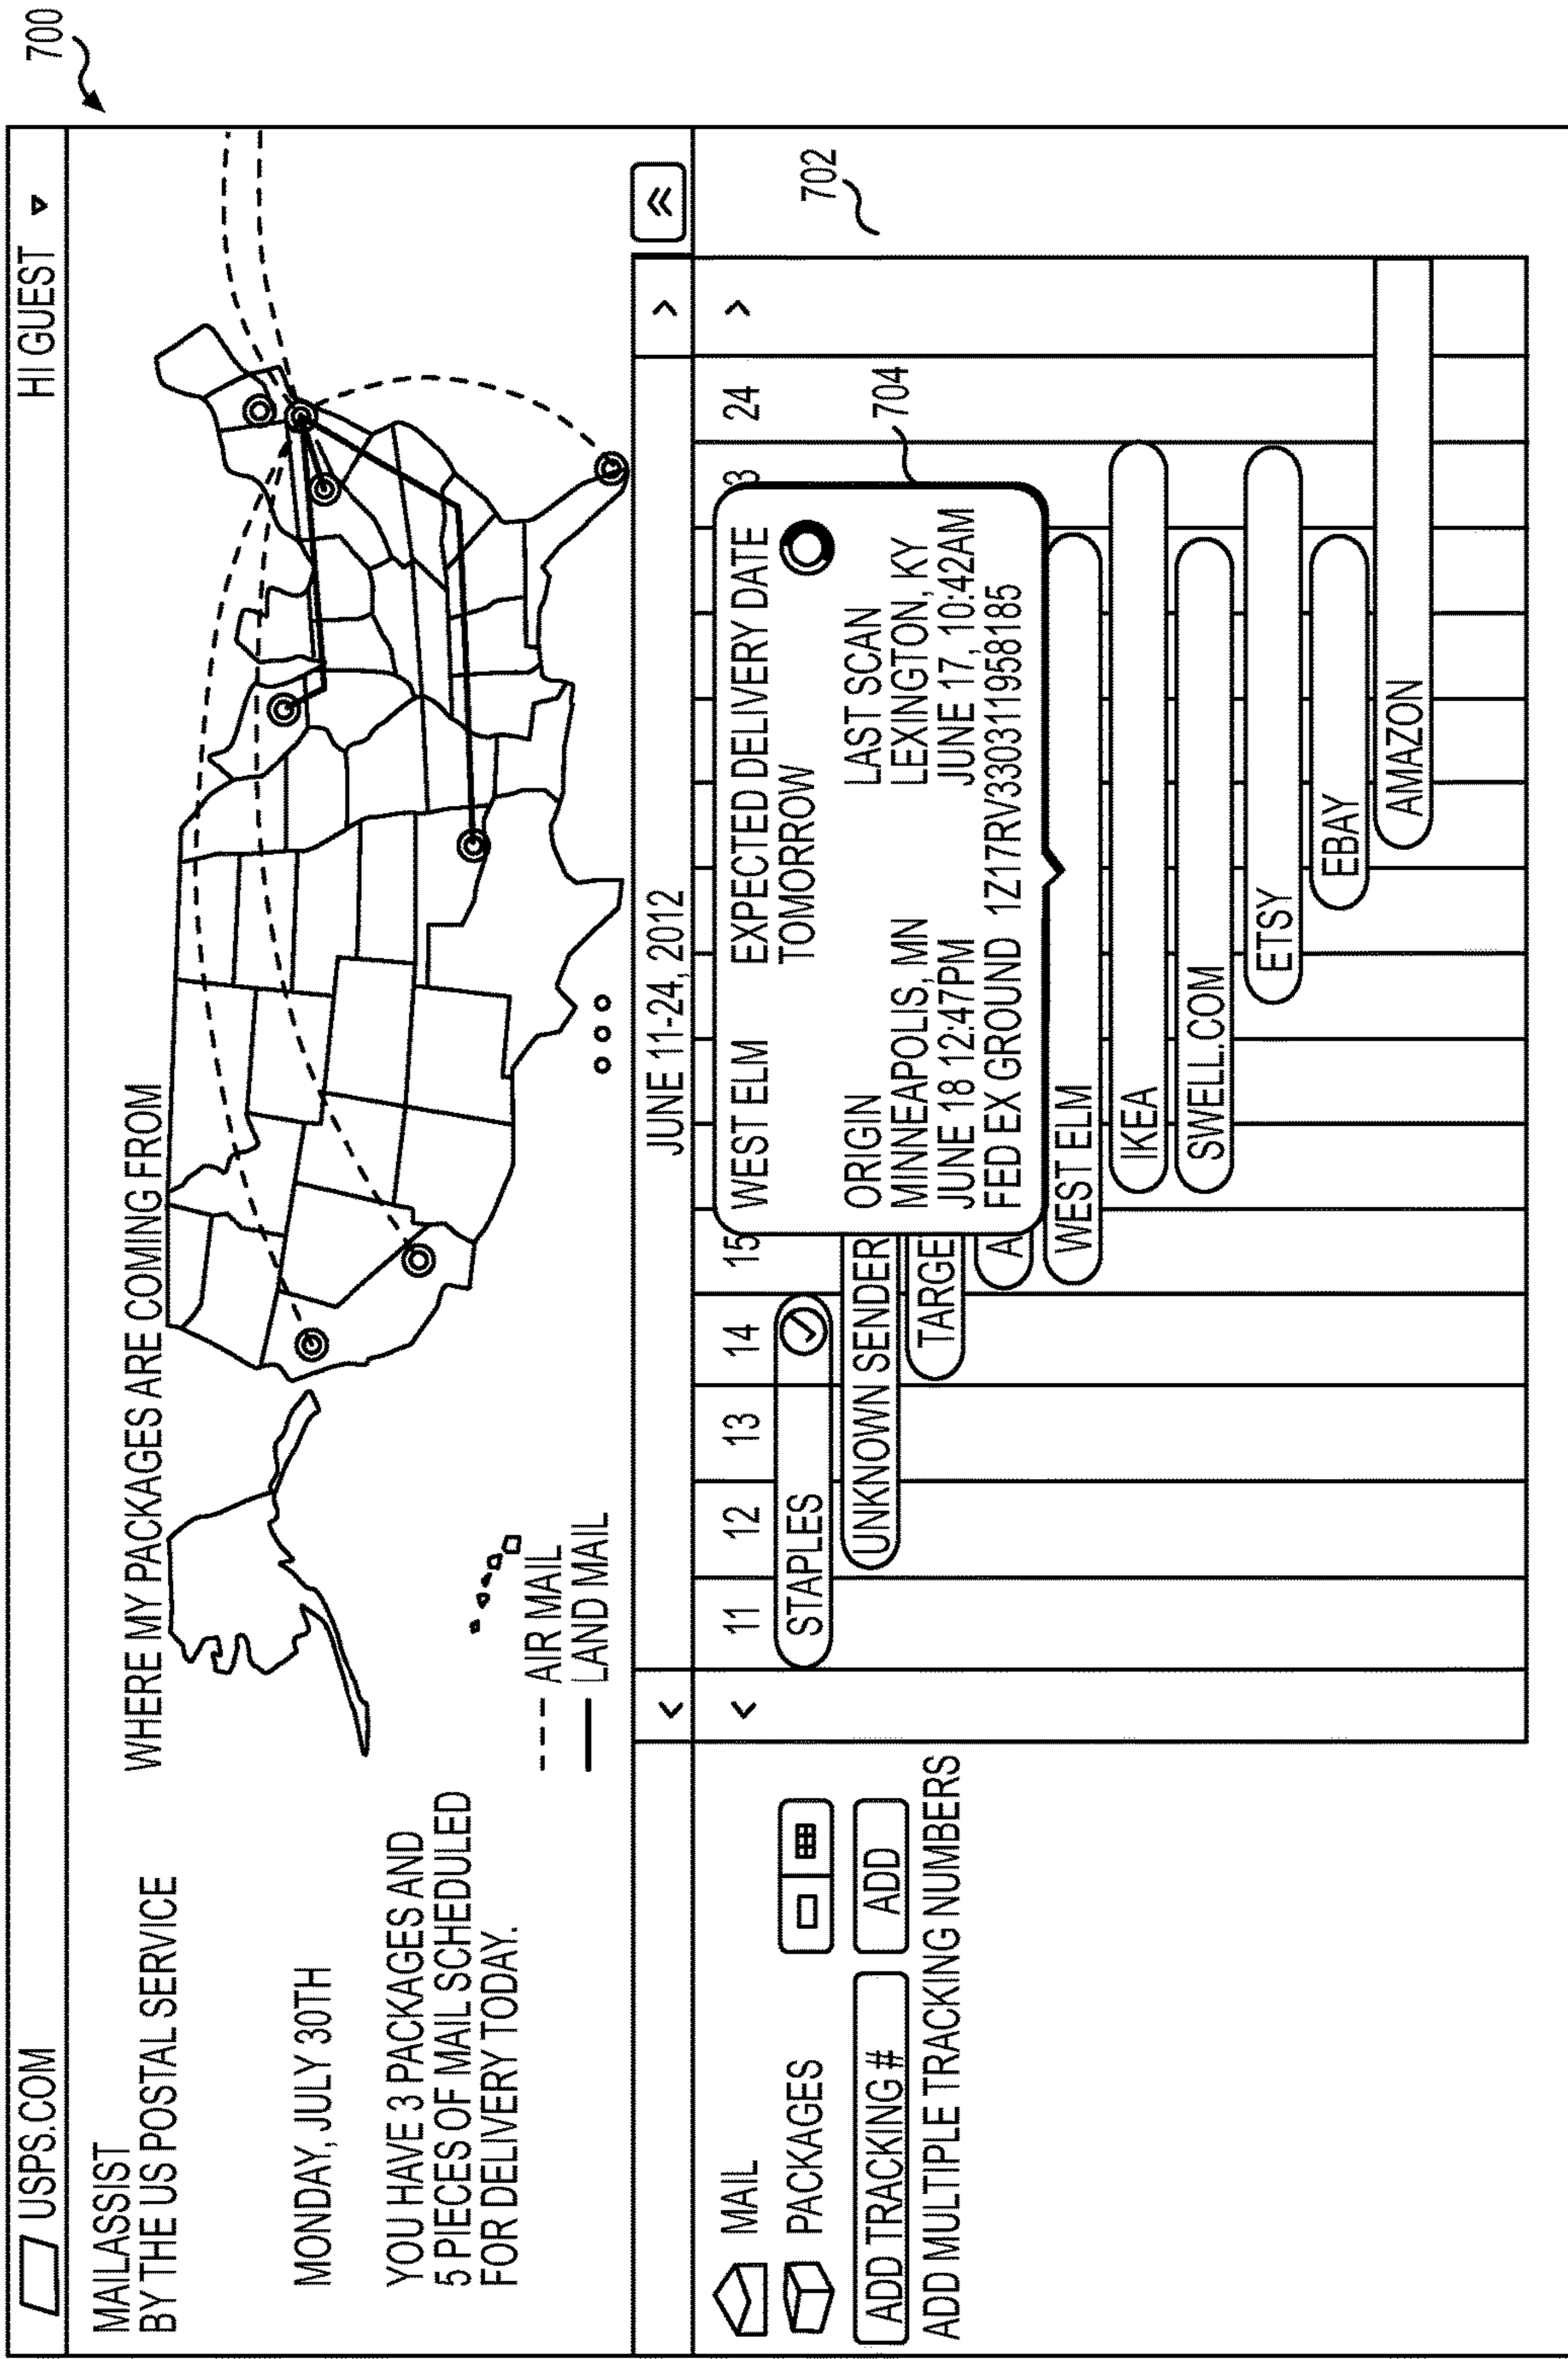 700
USPS.COM
HI GUEST
MAILASSIST
BY THE US POSTAL SERVICE
MONDAY, JULY 30TH
YOU HAVE 3 PACKAGES AND
5 PIECES OF MAIL SCHEDULED
FOR DELIVERY TODAY.
WHERE MY PACKAGES ARE COMING FROM
AIR MAIL
LAND MAIL
< JUNE 11-24, 2012 >
MAIL
PACKAGES
ADD TRACKING # ADD
ADD MULTIPLE TRACKING NUMBERS
702
< 11 12 13 14 15 3 24 >
STAPLES
UNKNOWN SENDER
TARGE
A
WEST ELM
IKEA
SWELL.COM
ETSY
EBAY
AMAZON
704
WEST ELM EXPECTED DELIVERY DATE
TOMORROW
ORIGIN LAST SCAN
MINNEAPOLIS, MN LEXINGTON, KY
JUNE 18 12:47PM JUNE 17, 10:42AM
FED EX GROUND 1Z17RV330311958185